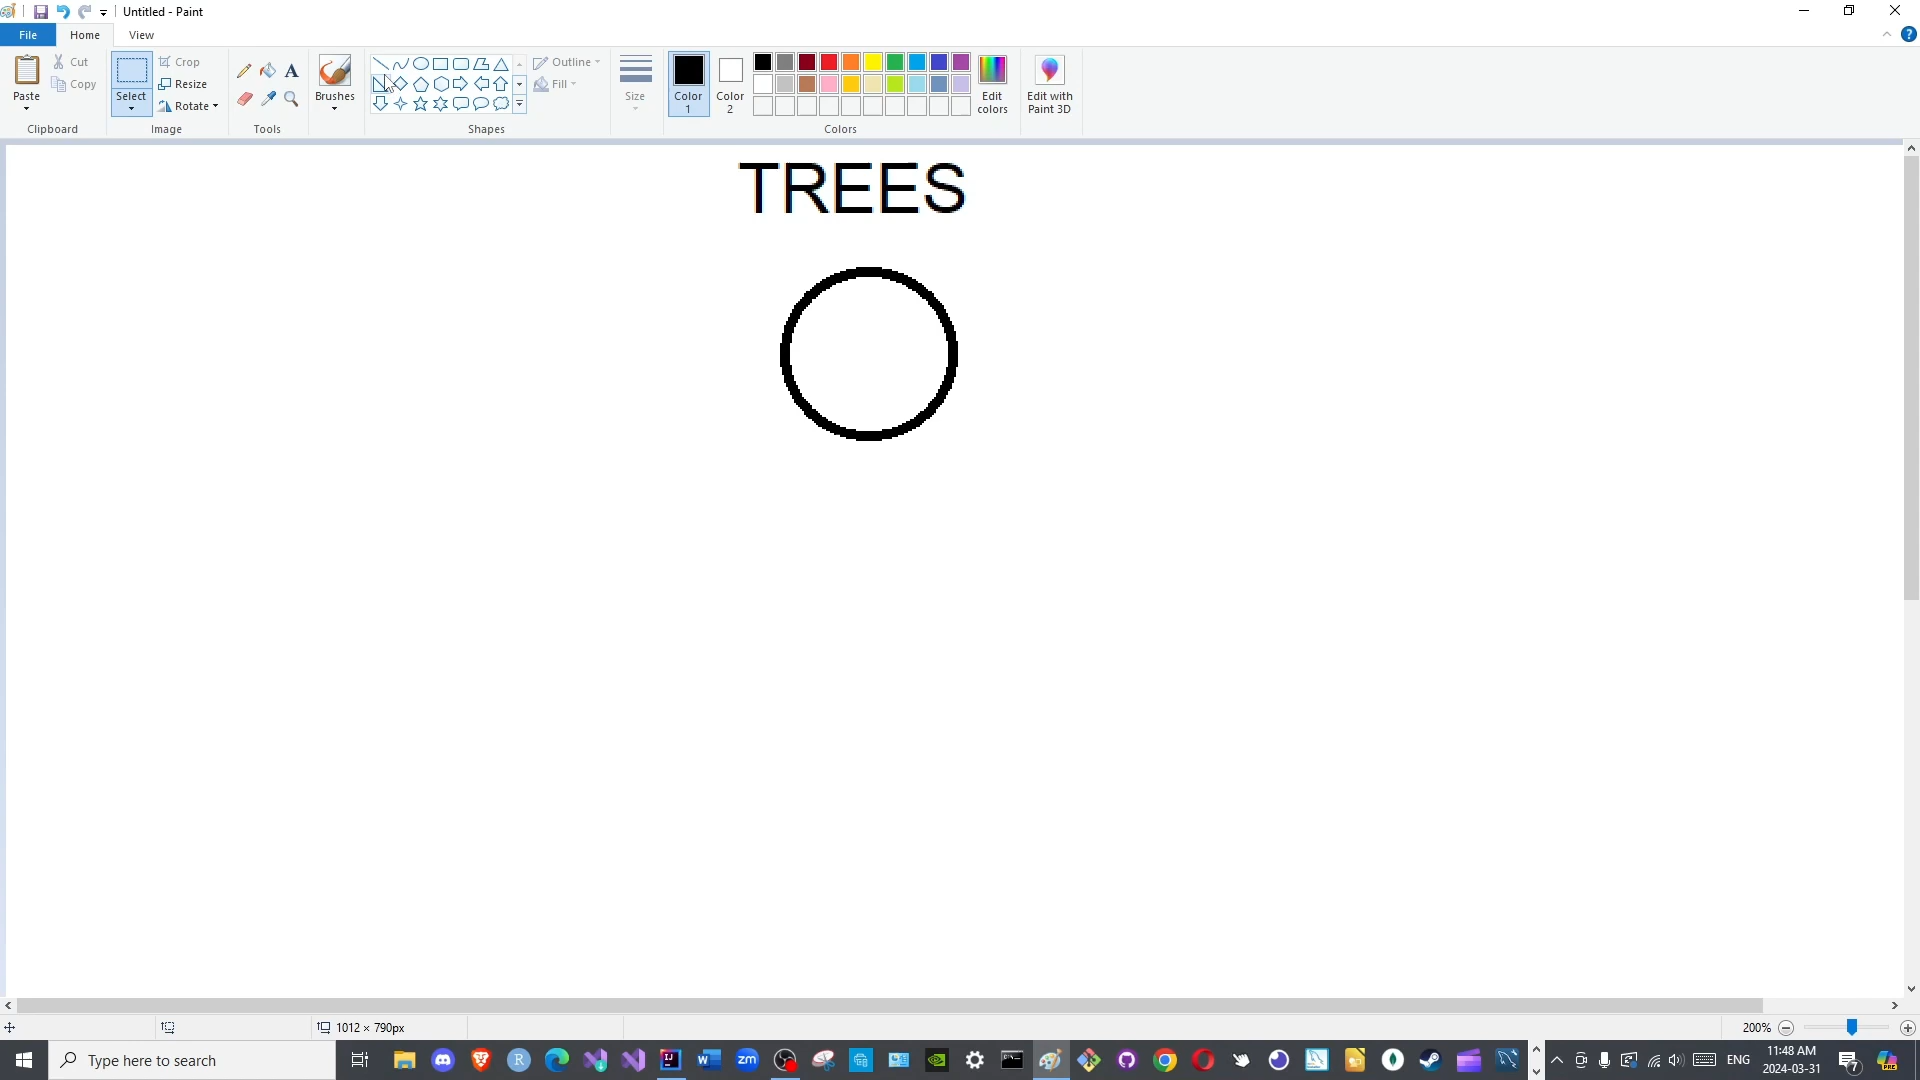 Untitled - Paint
File Home View
Paste Cut Copy Clipboard
Select Crop Resize Rotate Image
Tools
Brushes
Outline Fill Shapes
Size
Color 1
Color 2
Colors
Edit colors
Edit with Paint 3D
TREES
1012 × 790px
200%
Type here to search
ENG
11:48 AM
2024-03-31
7